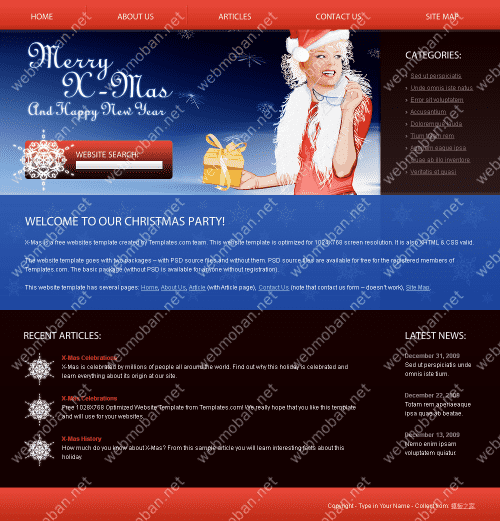 HOME
ABOUT US
ARTICLES
CONTACT US
SITE MAP
Merry
X-Mas
And Happy New Year
WEBSITE SEARCH:
CATEGORIES:
Sed ut perspiciatis
Unde omnis iste natus
Error sit voluptatem
Accusantium
Doloremque lauda
Tium totam rem
Aperiam eaque ipsa
Quae ab illo inventore
Veritatis et quasi
WELCOME TO OUR CHRISTMAS PARTY!
X-Mas is a free websites template created by Templates.com team. This website template is optimized for 1024X768 screen resolution. It is also XHTML & CSS valid.
The website template goes with two packages – with PSD source files and without them. PSD source files are available for free for the registered members of
Templates.com. The basic package (without PSD is available for anyone without registration).
This website template has several pages: Home, About Us, Article (with Article page), Contact Us (note that contact us form – doesn't work), Site Map.
RECENT ARTICLES:
X-Mas Celebrations
X-Mas is celebrated by millions of people all around the world. Find out why this holiday is celebrated and
learn everything about its origin at our site.
X-Mas Celebrations
Free 1028X768 Optimized Website Template from Templates.com! We really hope that you like this template
and will use for your websites.
X-Mas History
How much do you know about X-Mas? From this sample article you will learn interesting facts about this
holiday.
LATEST NEWS:
December 31, 2009
Sed ut perspiciatis unde
omnis iste tium.
December 22, 2009
Totam rem aperiaeaque
ipsa quae ab beatae.
December 13, 2009
Nemo enim ipsam
voluptatem quiatur.
Copyright - Type in Your Name - Collect from: 模板之家
webmoban.net